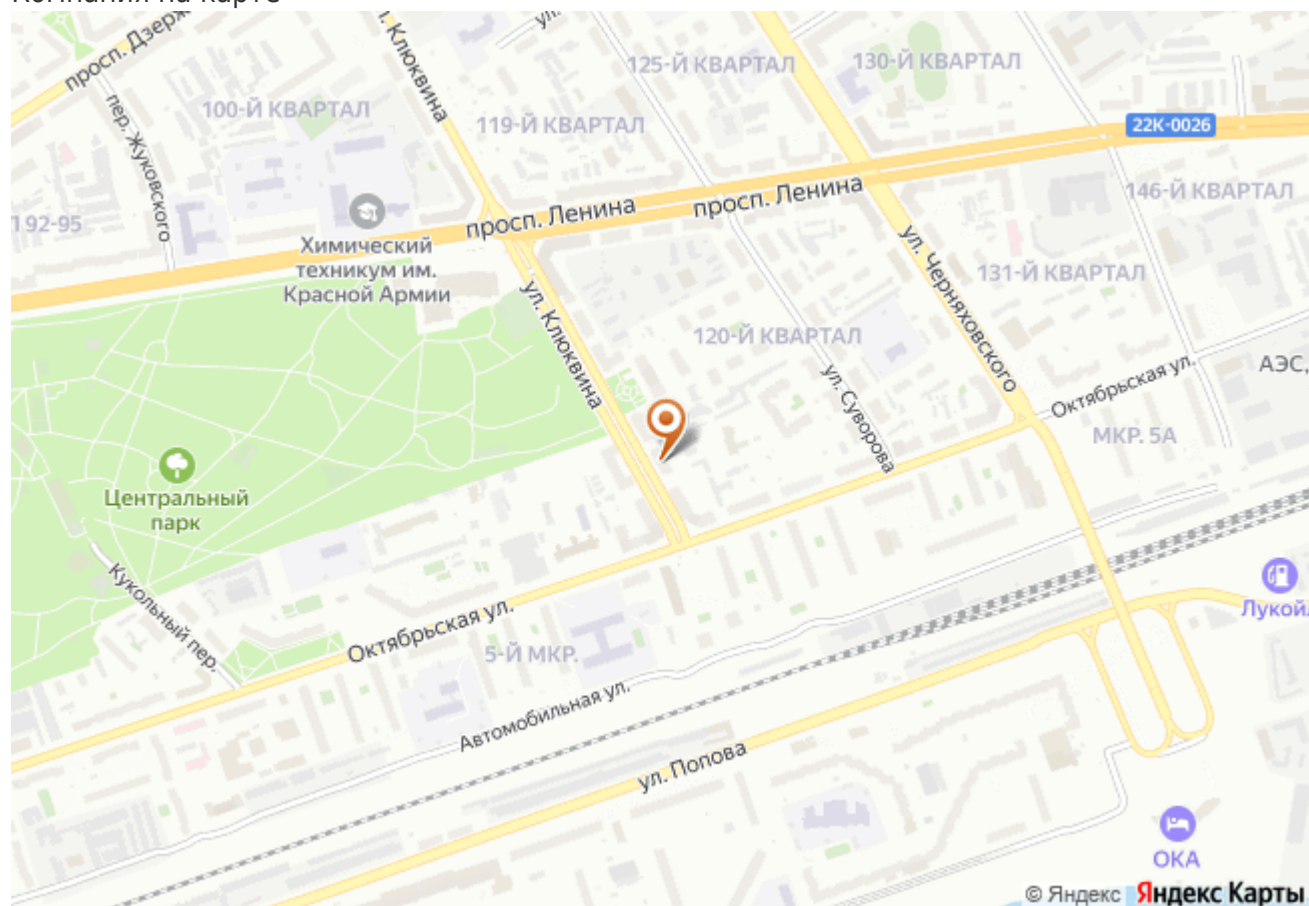 просп. Дзерж
ул. Клюквина
125-Й КВАРТАЛ
130-Й КВАРТАЛ
пер. Жуковского
100-Й КВАРТАЛ
119-Й КВАРТАЛ
22К-0026
146-Й КВАРТАЛ
92-95
просп. Ленина
просп. Ленина
Химический
техникум им.
Красной Армии
ул. Черняховского
131-Й КВАРТАЛ
ул. Клюквина
120-Й КВАРТАЛ
ул. Суворова
Октябрьская ул.
АЭС,
МКР. 5А
Центральный
парк
Кукольный пер.
Октябрьская ул.
5-Й МКР.
Лукойл
Автомобильная ул.
ул. Попова
ОКА
© Яндекс Яндекс Карты